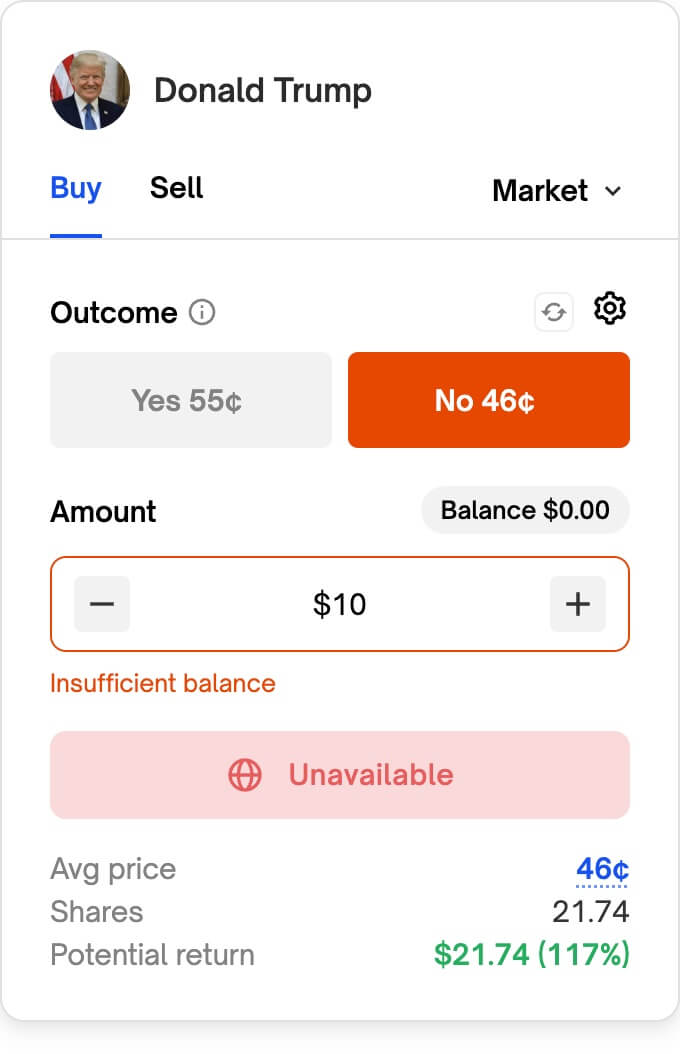 Donald Trump
Buy Sell Market
Outcome
Yes 55¢ No 46¢
Amount Balance $0.00
$10
Insufficient balance
Unavailable
Avg price 46¢
Shares 21.74
Potential return $21.74 (117%)